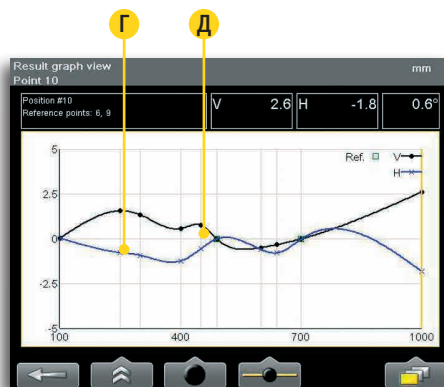 Г Д
Result graph view mm
Point 10
Position #10
Reference points: 6, 9
V 2.6 H -1.8 0.6°
Ref. V
H
5
2.5
0
-2.5
-5
100 400 700 1000